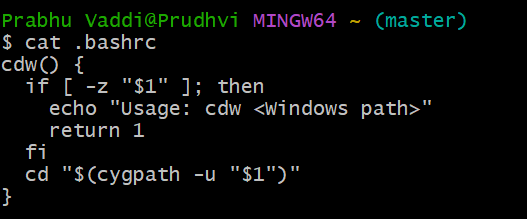 Prabhu Vaddi@Prudhvi MINGW64 ~ (master)
$ cat .bashrc
cdw() {
  if [ -z "$1" ]; then
    echo "Usage: cdw <Windows path>"
    return 1
  fi
  cd "$(cygpath -u "$1")"
}